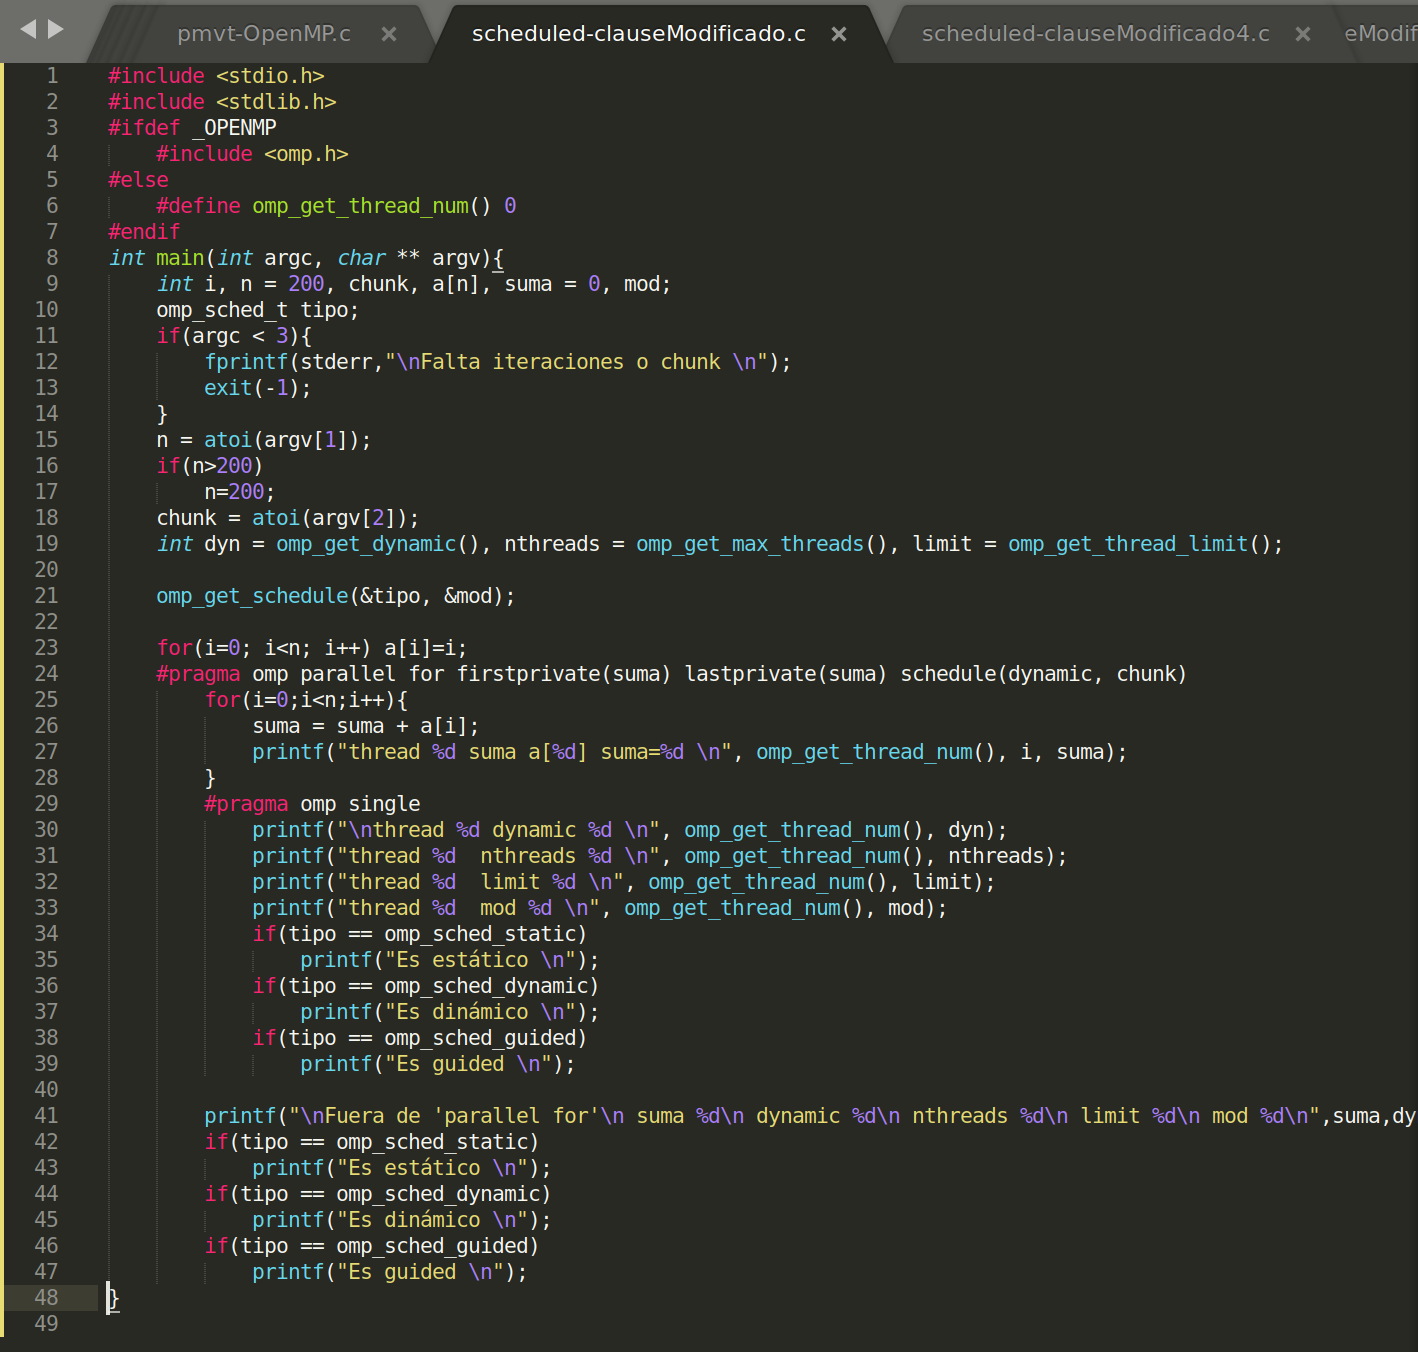 pmvt-OpenMP.c × scheduled-clauseModificado.c × scheduled-clauseModificado4.c × eModif
1 #include <stdio.h>
2 #include <stdlib.h>
3 #ifdef _OPENMP
4     #include <omp.h>
5 #else
6     #define omp_get_thread_num() 0
7 #endif
8 int main(int argc, char ** argv){
9     int i, n = 200, chunk, a[n], suma = 0, mod;
10     omp_sched_t tipo;
11     if(argc < 3){
12         fprintf(stderr,"\nFalta iteraciones o chunk \n");
13         exit(-1);
14     }
15     n = atoi(argv[1]);
16     if(n>200)
17         n=200;
18     chunk = atoi(argv[2]);
19     int dyn = omp_get_dynamic(), nthreads = omp_get_max_threads(), limit = omp_get_thread_limit();
20
21     omp_get_schedule(&tipo, &mod);
22
23     for(i=0; i<n; i++) a[i]=i;
24     #pragma omp parallel for firstprivate(suma) lastprivate(suma) schedule(dynamic, chunk)
25         for(i=0;i<n;i++){
26             suma = suma + a[i];
27             printf("thread %d suma a[%d] suma=%d \n", omp_get_thread_num(), i, suma);
28         }
29         #pragma omp single
30             printf("\nthread %d dynamic %d \n", omp_get_thread_num(), dyn);
31             printf("thread %d  nthreads %d \n", omp_get_thread_num(), nthreads);
32             printf("thread %d  limit %d \n", omp_get_thread_num(), limit);
33             printf("thread %d  mod %d \n", omp_get_thread_num(), mod);
34             if(tipo == omp_sched_static)
35                 printf("Es estático \n");
36             if(tipo == omp_sched_dynamic)
37                 printf("Es dinámico \n");
38             if(tipo == omp_sched_guided)
39                 printf("Es guided \n");
40
41         printf("\nFuera de 'parallel for'\n suma %d\n dynamic %d\n nthreads %d\n limit %d\n mod %d\n",suma,dy
42         if(tipo == omp_sched_static)
43             printf("Es estático \n");
44         if(tipo == omp_sched_dynamic)
45             printf("Es dinámico \n");
46         if(tipo == omp_sched_guided)
47             printf("Es guided \n");
48 }
49